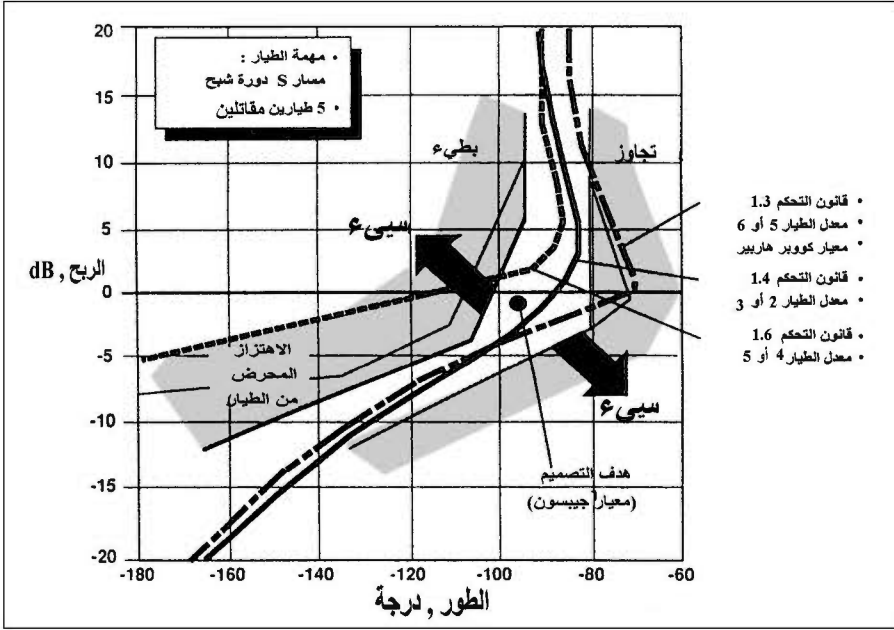 • مهمة الطيار :
مسار S دورة شبح
• 5 طيارين مقاتلين
بطيء
تجاوز
سيىء
• قانون التحكم 1.3
• معدل الطيار 5 أو 6
• معيار كووبر هاربير
• قانون التحكم 1.4
• معدل الطيار 2 أو 3
• قانون التحكم 1.6
• معدل الطيار 4 أو 5
الربح , dB
الاهتزاز
المحرض
من الطيار
سيىء
هدف التصميم
(معيار جيبسون)
20
15
10
5
0
-5
-10
-15
-20
-180 -160 -140 -120 -100 -80 -60
الطور , درجة